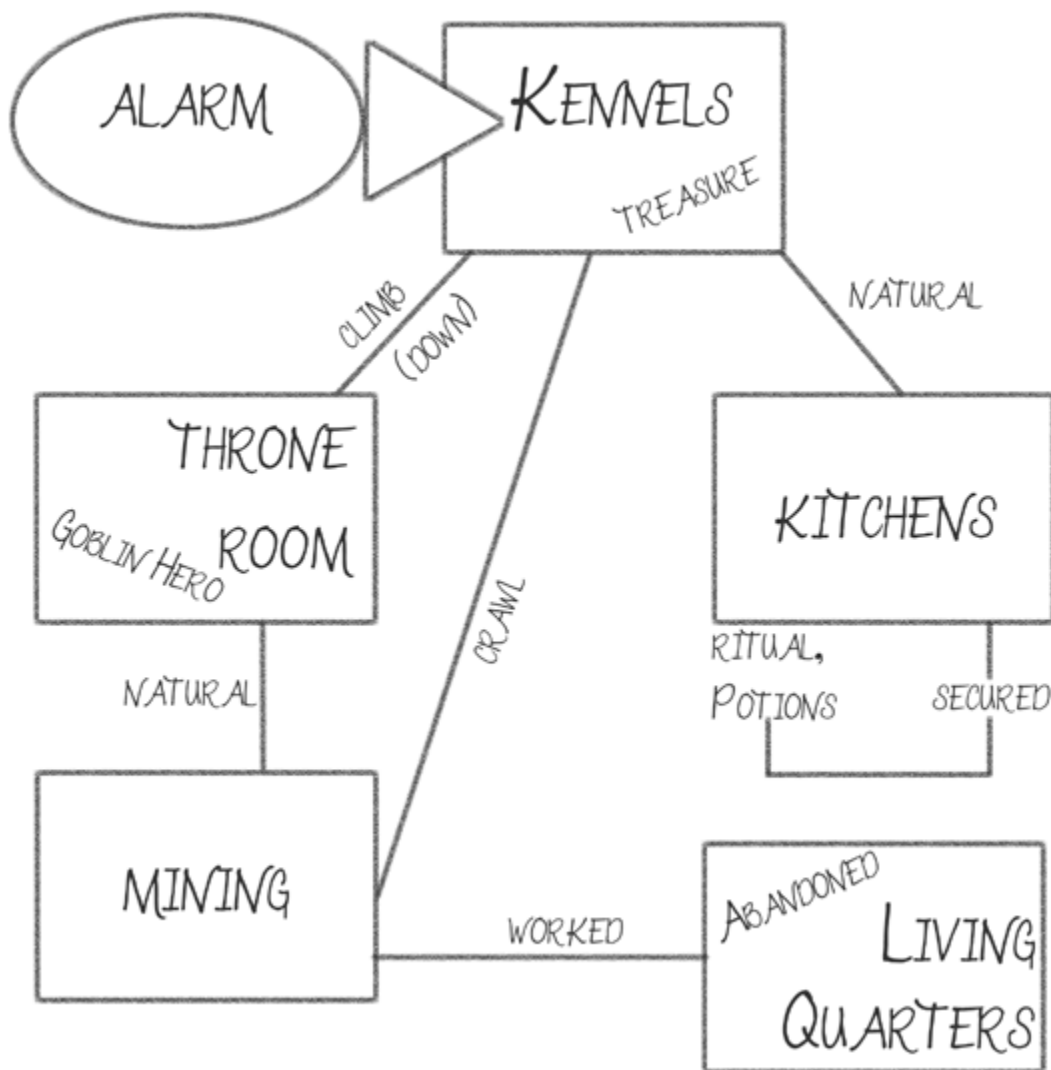 ALARM
KENNELS
TREASURE
CLIMB
(DOWN)
NATURAL
THRONE
ROOM
GOBLIN HERO
KITCHENS
CRAWL
NATURAL
RITUAL,
POTIONS
SECURED
MINING
WORKED
ABANDONED
LIVING
QUARTERS